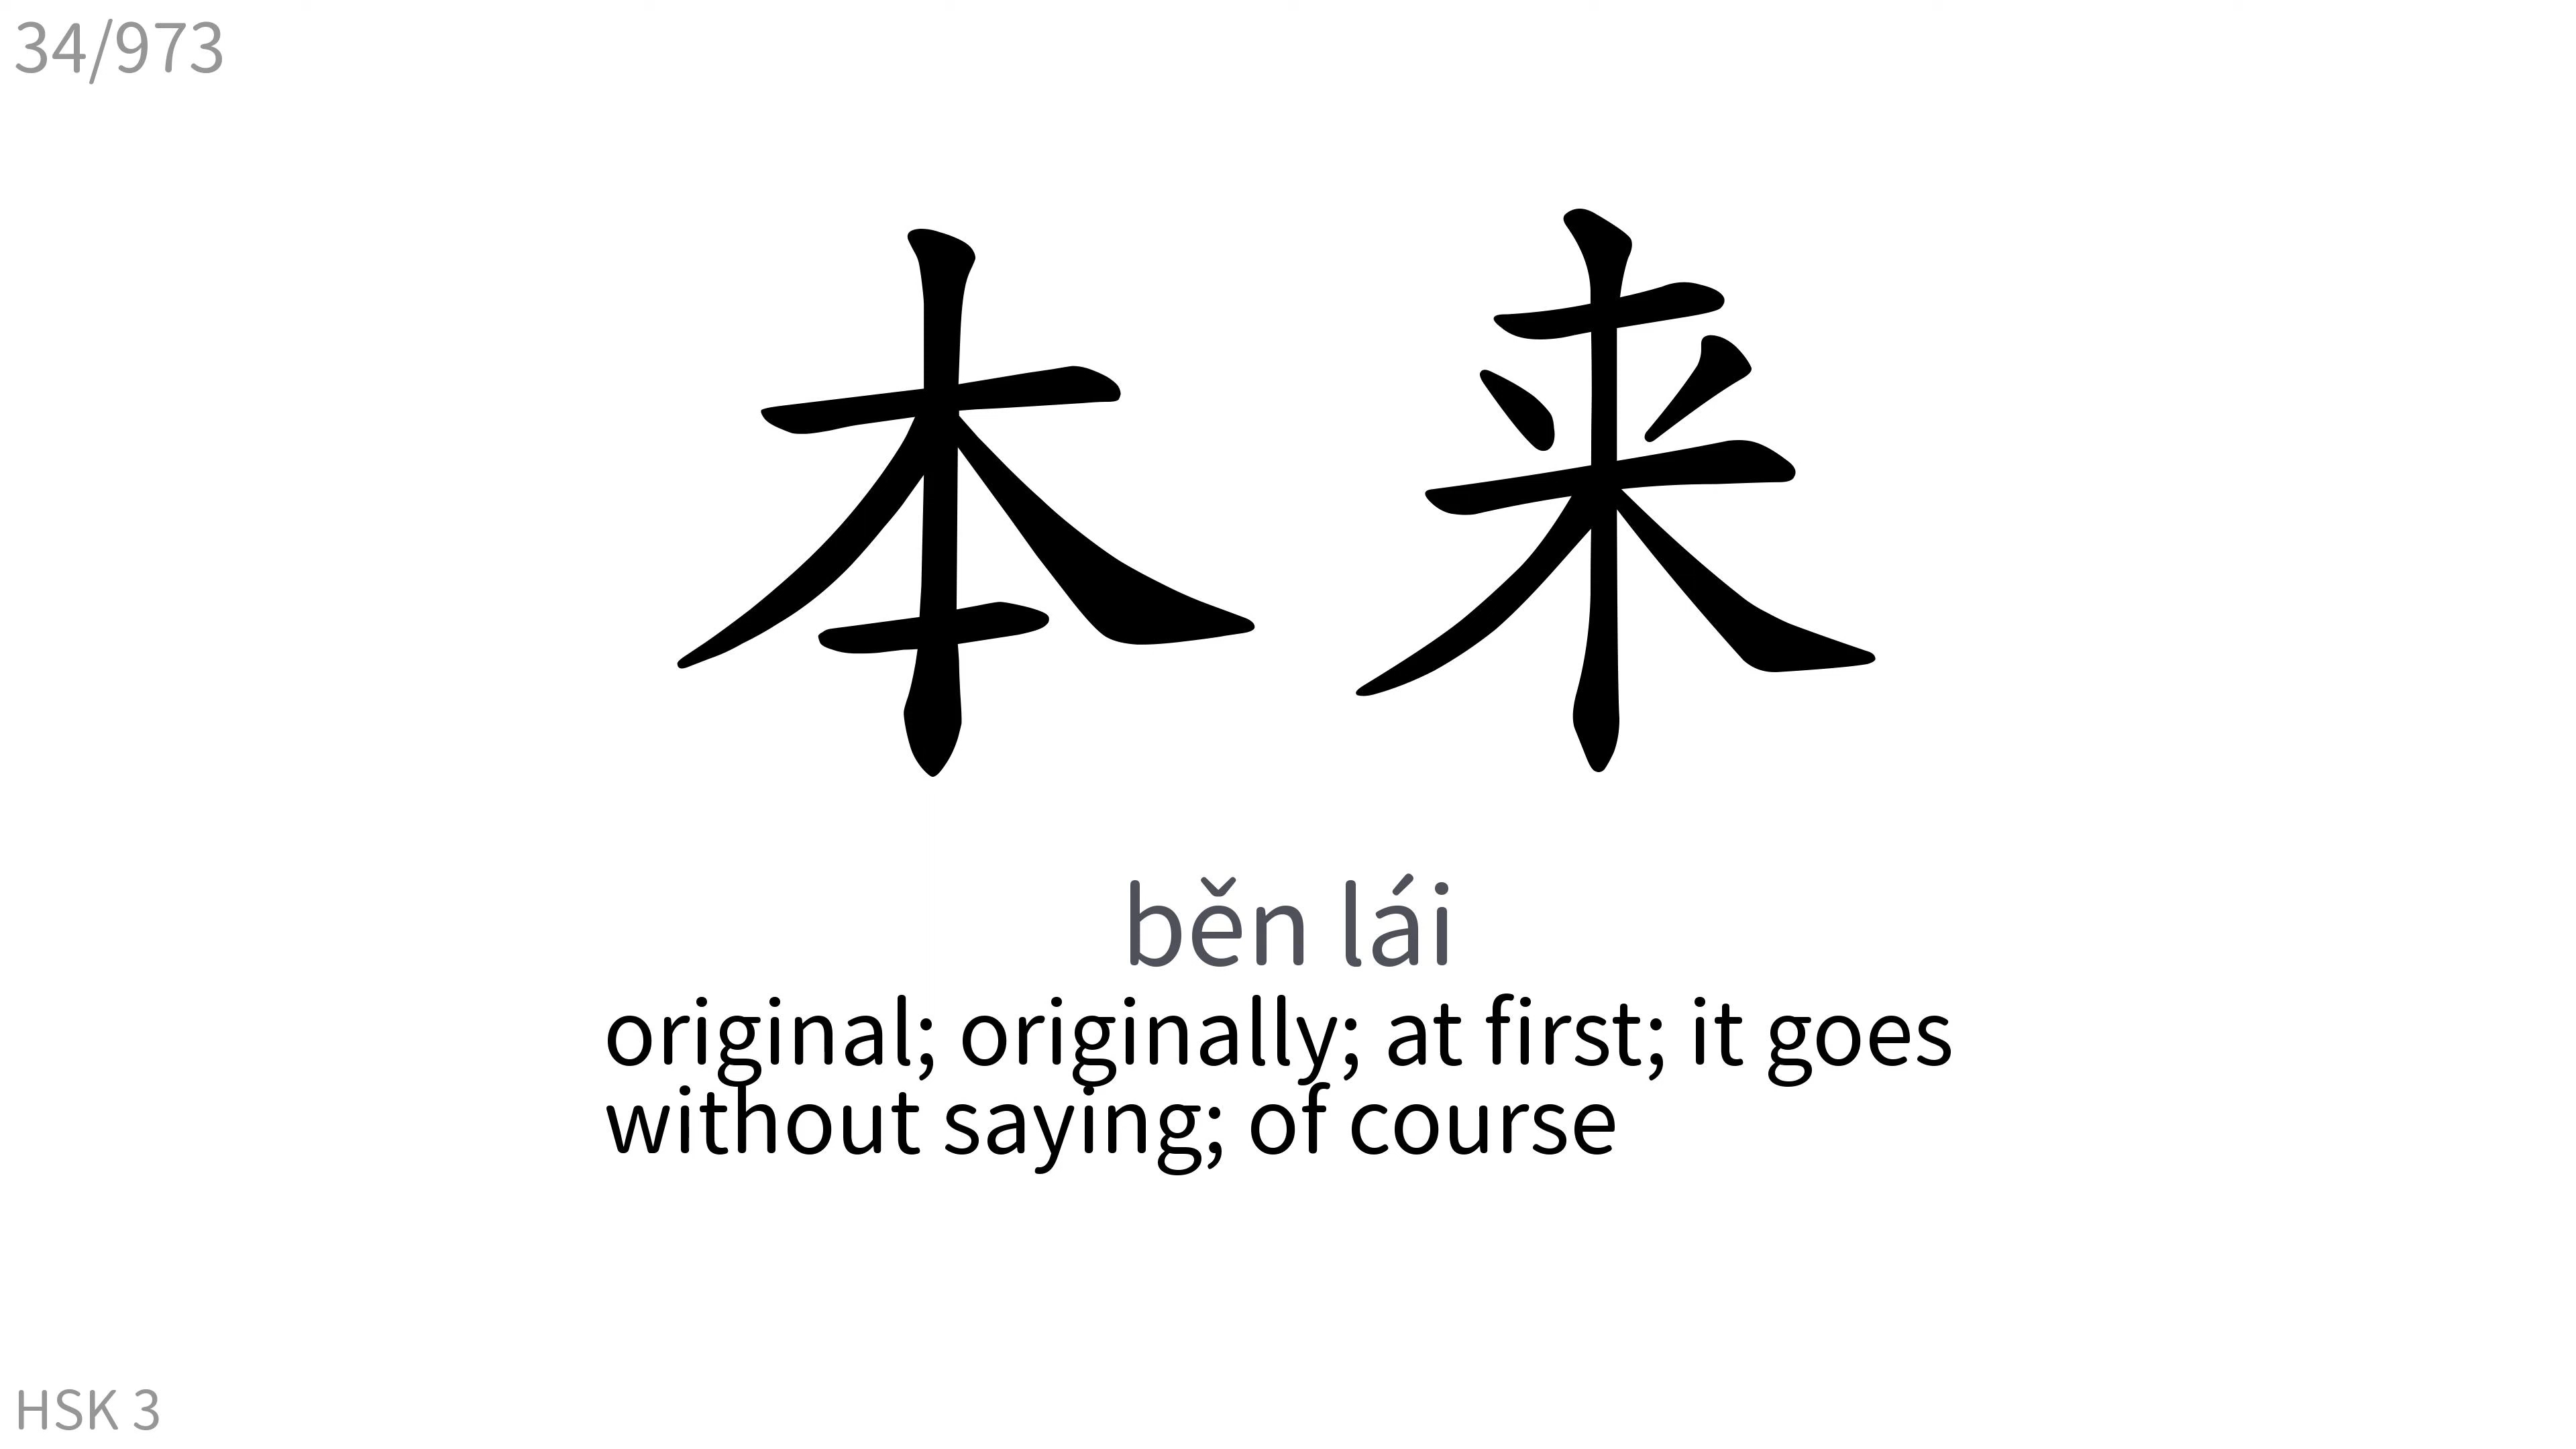 34/973
本来
běn lái
original; originally; at first; it goes
without saying; of course
HSK 3